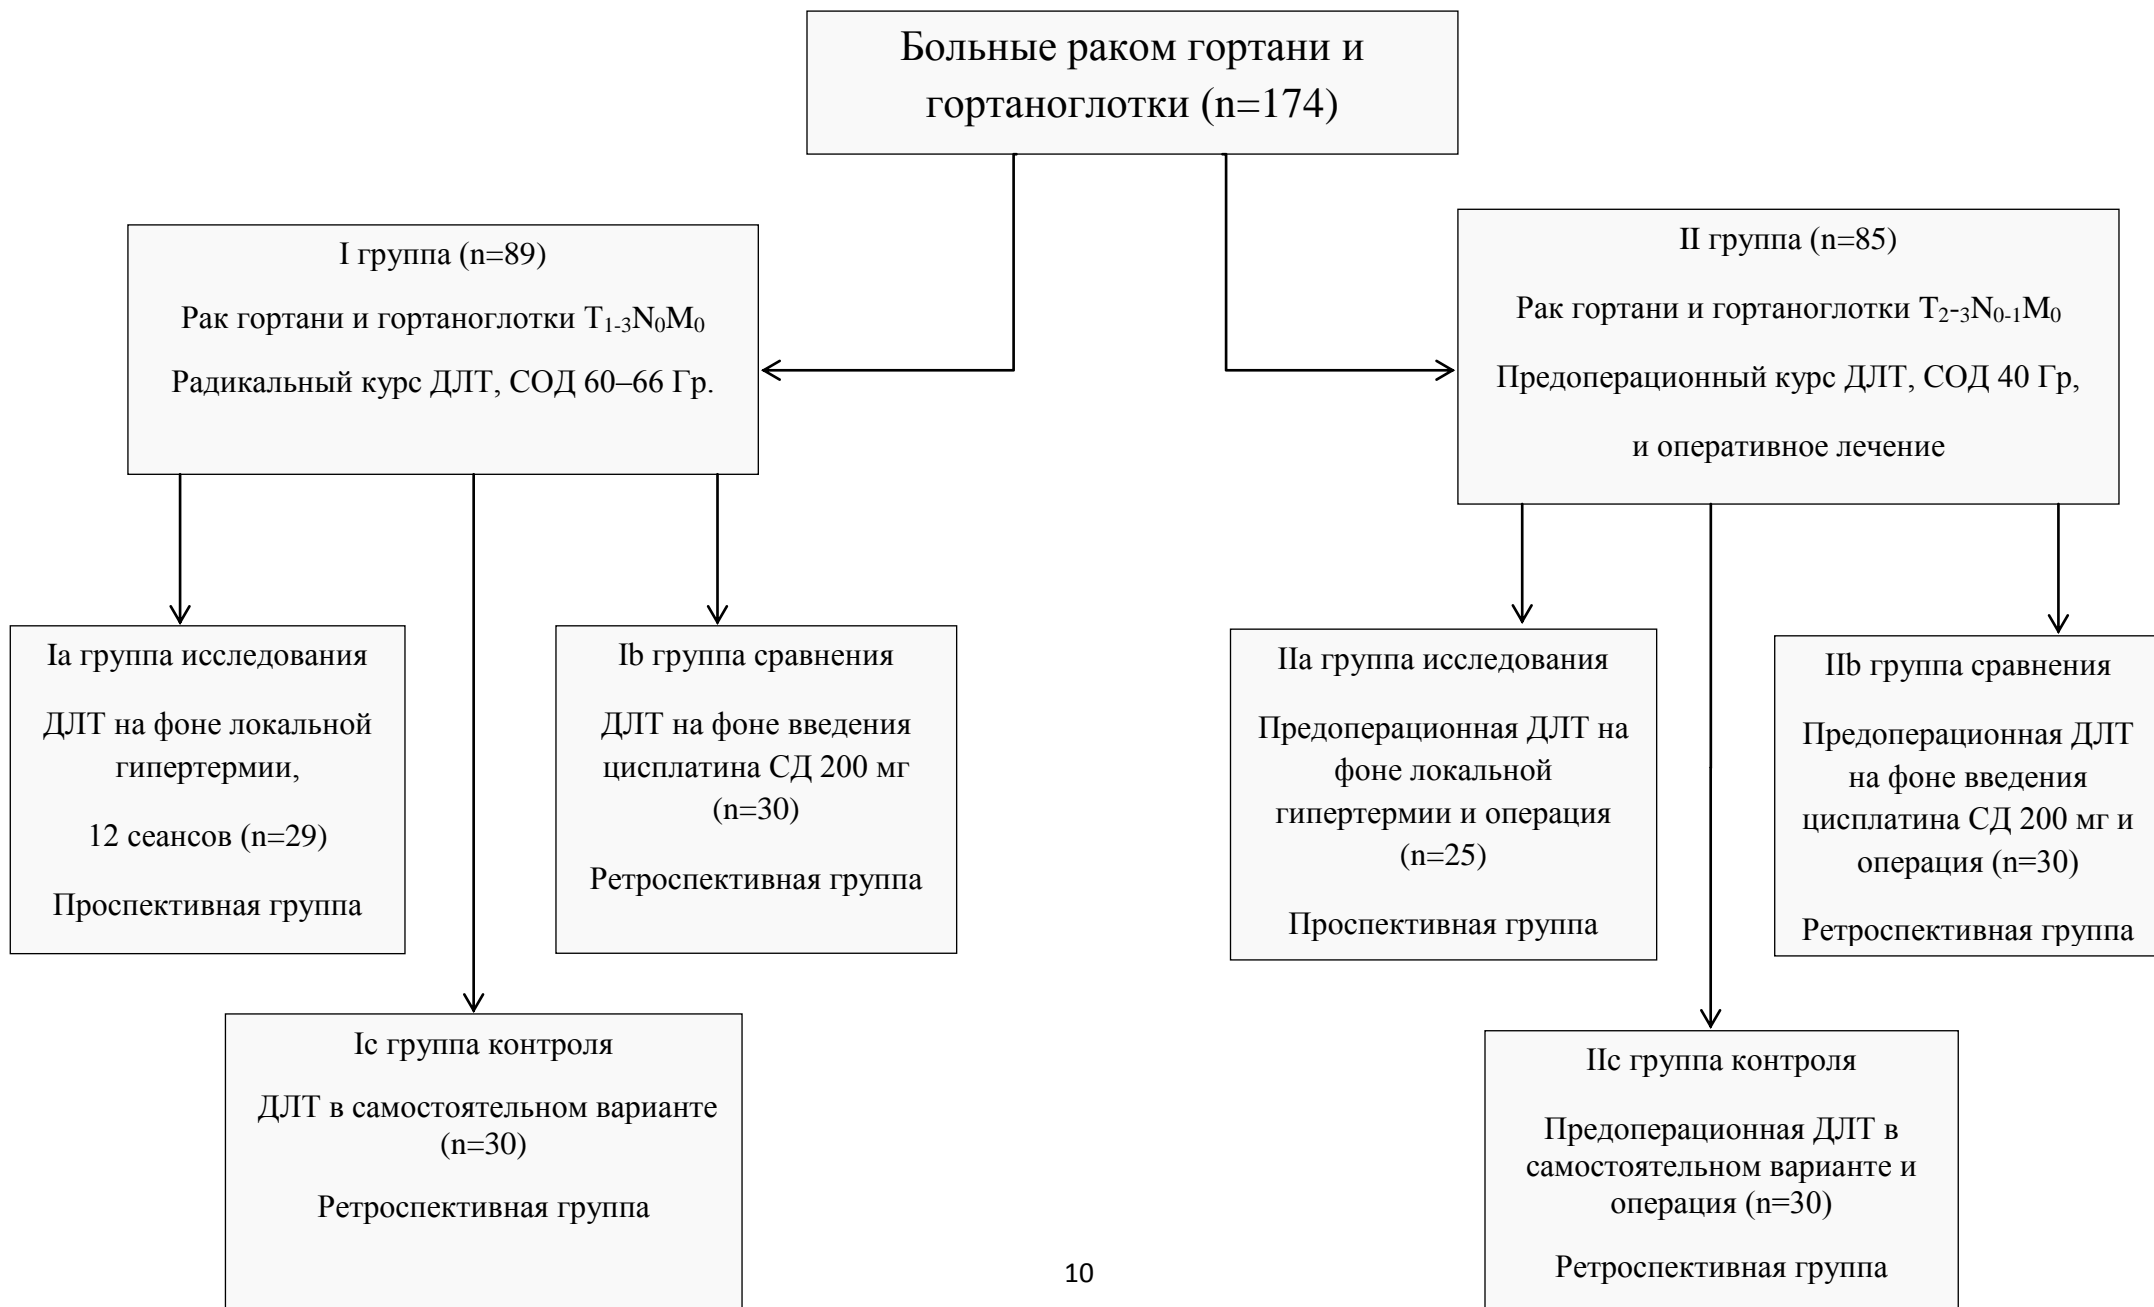 Больные раком гортани и
гортаноглотки (n=174)
I группа (n=89)
Рак гортани и гортаноглотки T₁₋₃N₀M₀
Радикальный курс ДЛТ, СОД 60–66 Гр.
II группа (n=85)
Рак гортани и гортаноглотки T₂₋₃N₀₋₁M₀
Предоперационный курс ДЛТ, СОД 40 Гр,
и оперативное лечение
Ia группа исследования
ДЛТ на фоне локальной
гипертермии,
12 сеансов (n=29)
Проспективная группа
Ib группа сравнения
ДЛТ на фоне введения
цисплатина СД 200 мг
(n=30)
Ретроспективная группа
IIa группа исследования
Предоперационная ДЛТ на
фоне локальной
гипертермии и операция
(n=25)
Проспективная группа
IIb группа сравнения
Предоперационная ДЛТ
на фоне введения
цисплатина СД 200 мг и
операция (n=30)
Ретроспективная группа
Ic группа контроля
ДЛТ в самостоятельном варианте
(n=30)
Ретроспективная группа
IIc группа контроля
Предоперационная ДЛТ в
самостоятельном варианте и
операция (n=30)
Ретроспективная группа
10